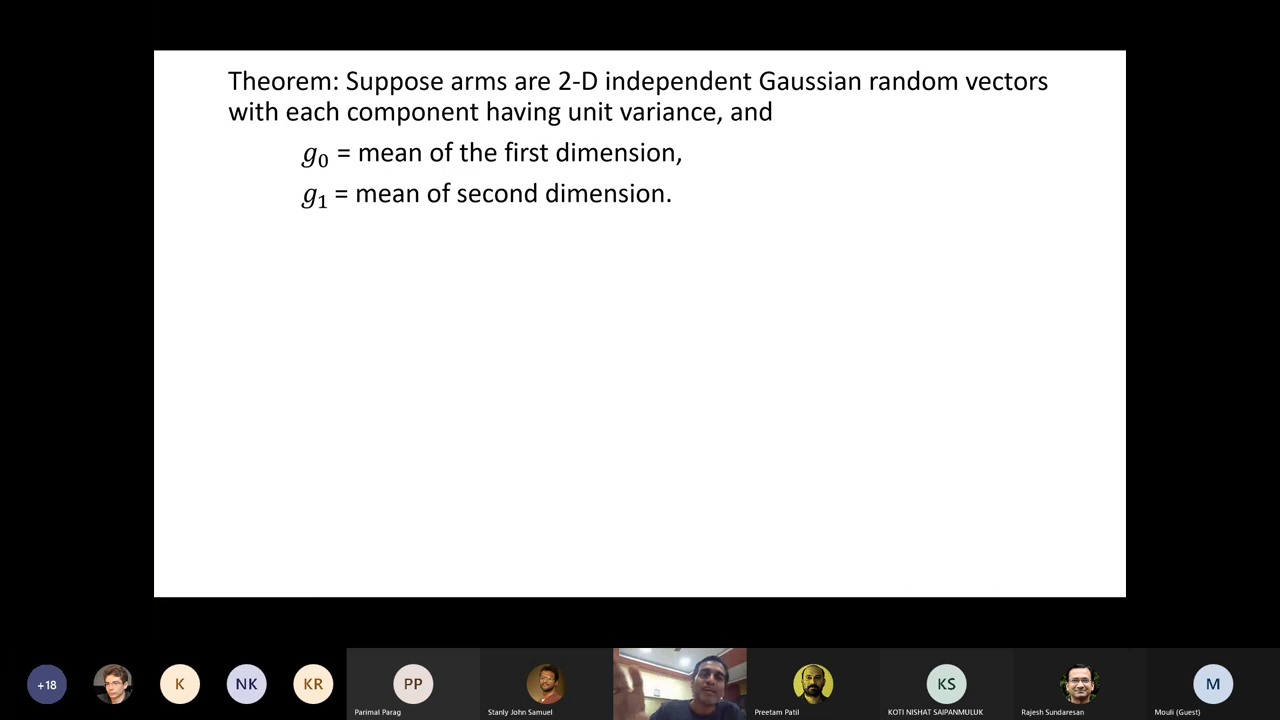 Theorem: Suppose arms are 2-D independent Gaussian random vectors
with each component having unit variance, and
g₀ = mean of the first dimension,
g₁ = mean of second dimension.
+18
K
NK
KR
PP
KS
M
Parimal Parag
Stanly John Samuel
Preetam Patil
KOTI NISHAT SAIPANMULUK
Rajesh Sundaresan
Mouli (Guest)